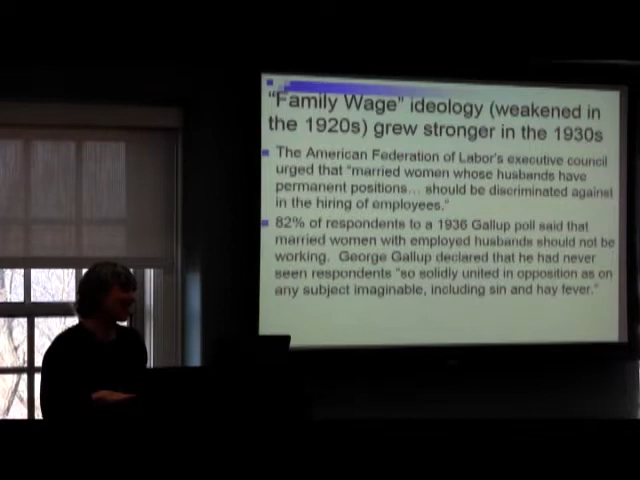 "Family Wage" ideology (weakened in
the 1920s) grew stronger in the 1930s
The American Federation of Labor's executive council
urged that "married women whose husbands have
permanent positions... should be discriminated against
in the hiring of employees."
82% of respondents to a 1936 Gallup poll said that
married women with employed husbands should not be
working. George Gallup declared that he had never
seen respondents "so solidly united in opposition as on
any subject imaginable, including sin and hay fever."